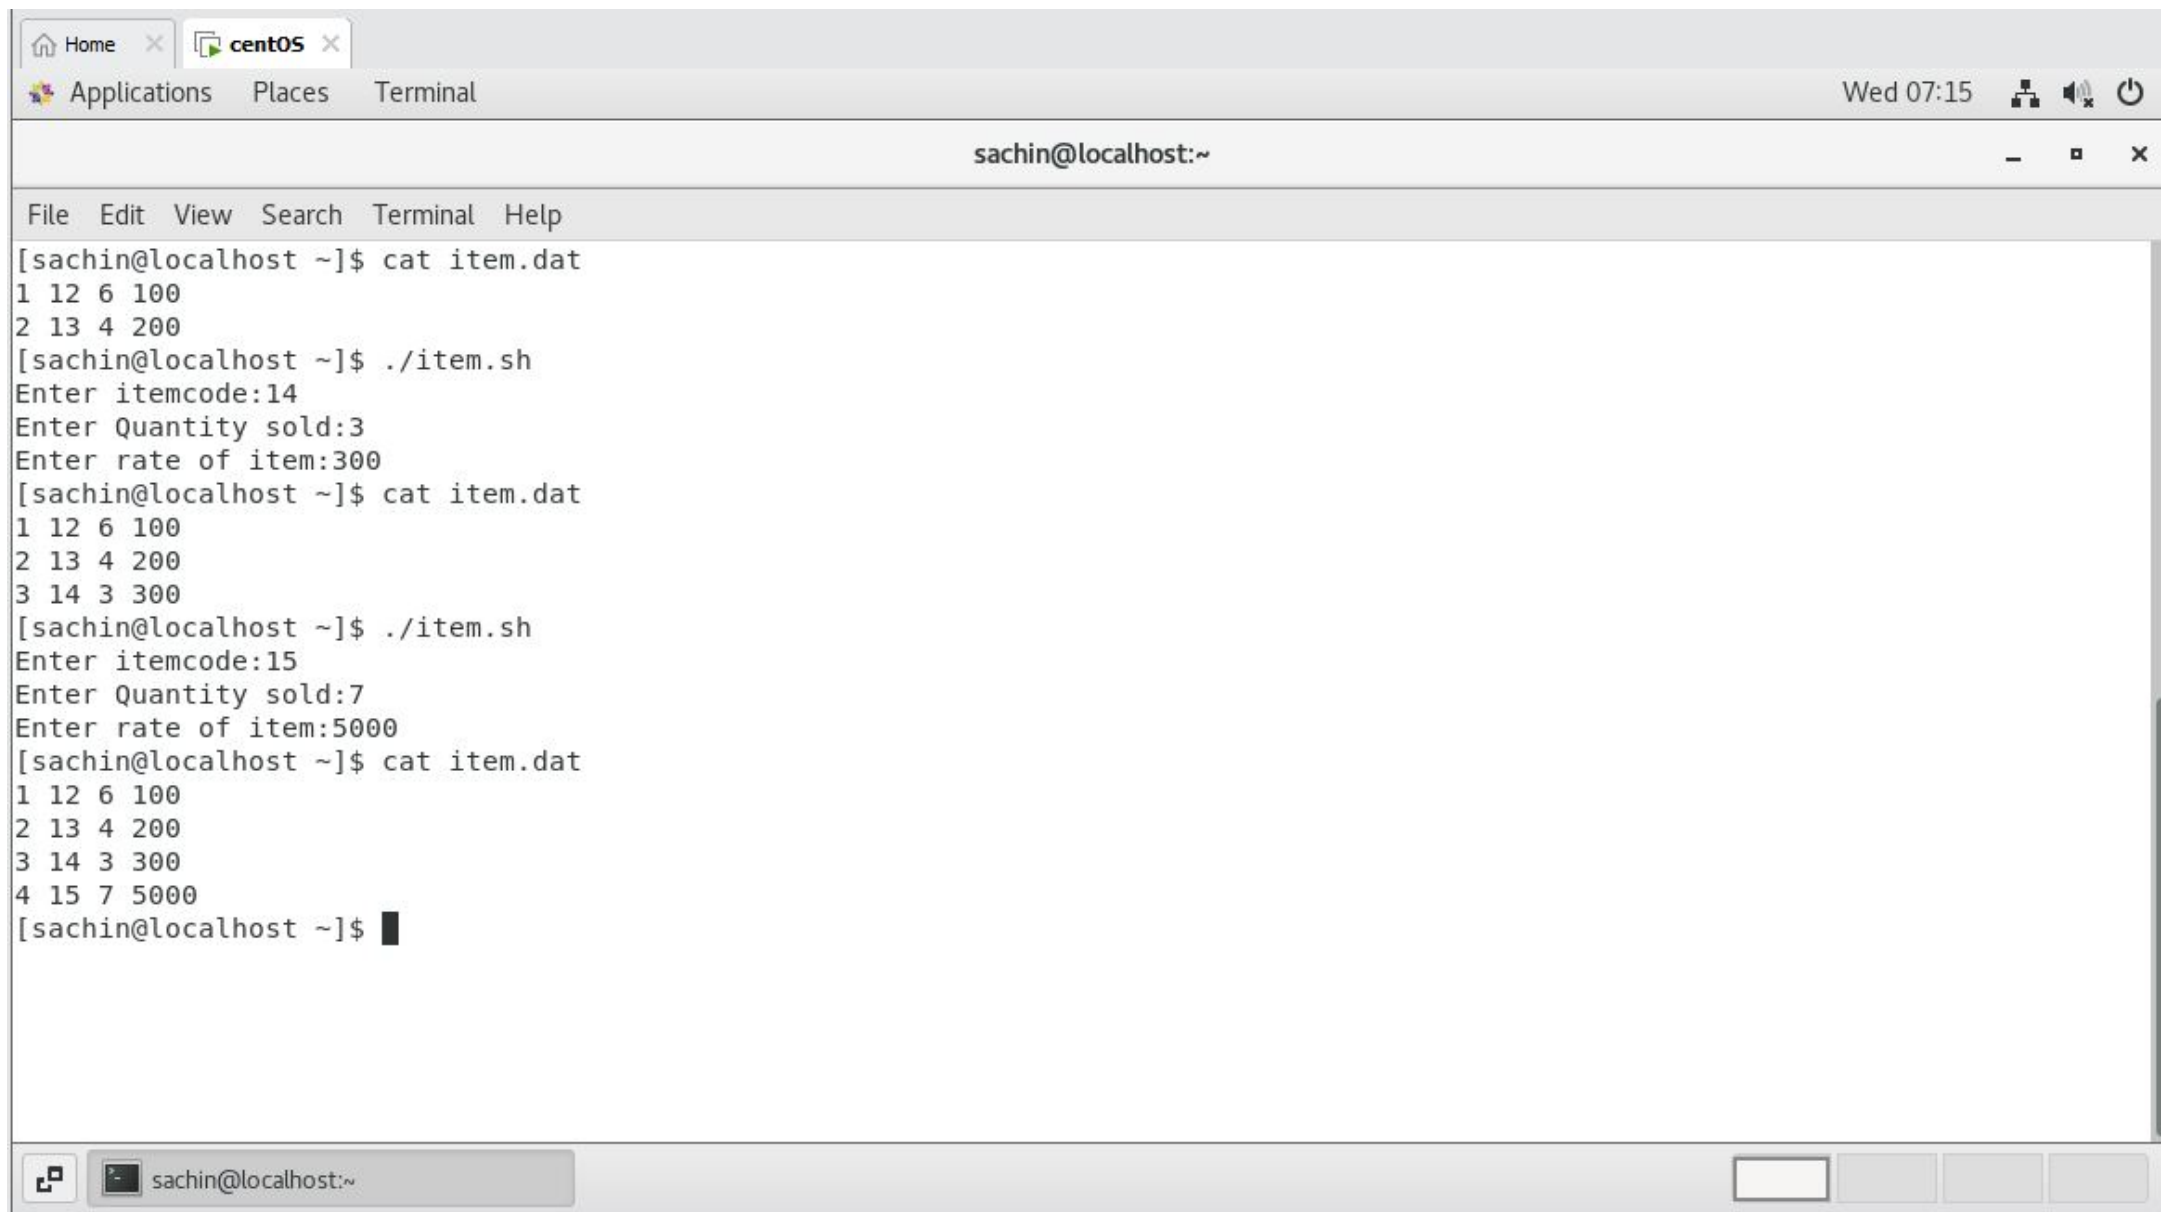 Home centOS
Applications Places Terminal Wed 07:15
sachin@localhost:~
File Edit View Search Terminal Help
[sachin@localhost ~]$ cat item.dat
1 12 6 100
2 13 4 200
[sachin@localhost ~]$ ./item.sh
Enter itemcode:14
Enter Quantity sold:3
Enter rate of item:300
[sachin@localhost ~]$ cat item.dat
1 12 6 100
2 13 4 200
3 14 3 300
[sachin@localhost ~]$ ./item.sh
Enter itemcode:15
Enter Quantity sold:7
Enter rate of item:5000
[sachin@localhost ~]$ cat item.dat
1 12 6 100
2 13 4 200
3 14 3 300
4 15 7 5000
[sachin@localhost ~]$
sachin@localhost:~